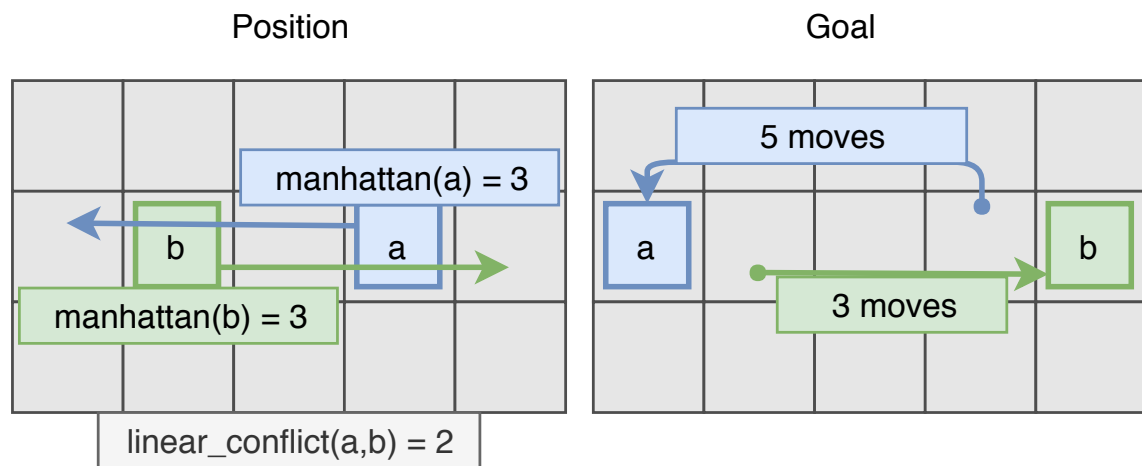 Position
Goal
manhattan(a) = 3
b
a
manhattan(b) = 3
linear_conflict(a,b) = 2
5 moves
a
b
3 moves